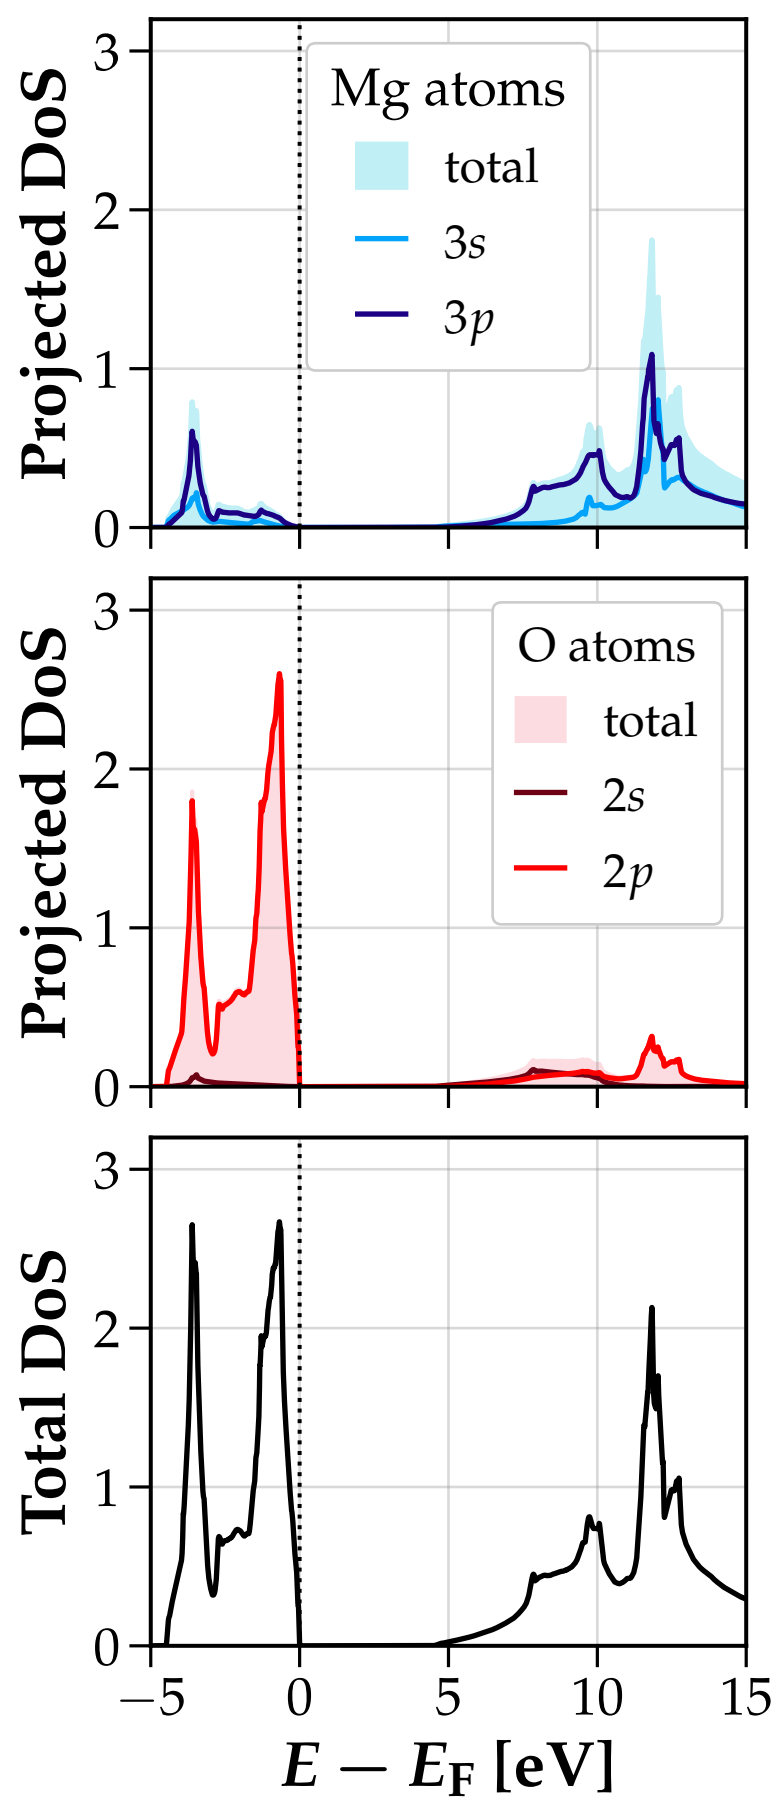 Projected DoS
3
2
1
0
Mg atoms
total
3s
3p
Projected DoS
3
2
1
0
O atoms
total
2s
2p
Total DoS
3
2
1
0
−5 0 5 10 15
E − E_F [eV]